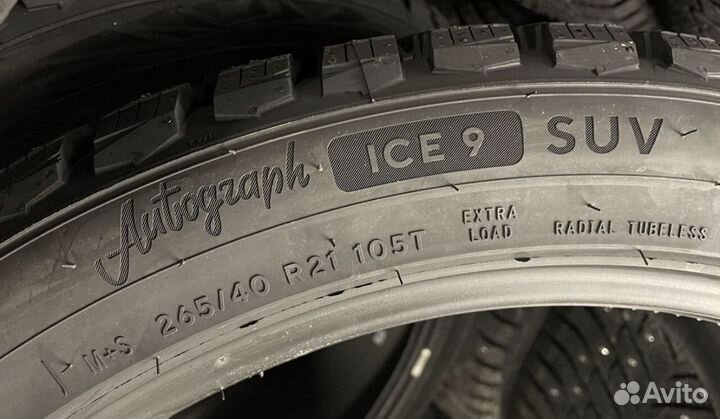 Autograph ICE 9 SUV
M+S 265/40 R21 105T EXTRA LOAD RADIAL TUBELESS
Avito